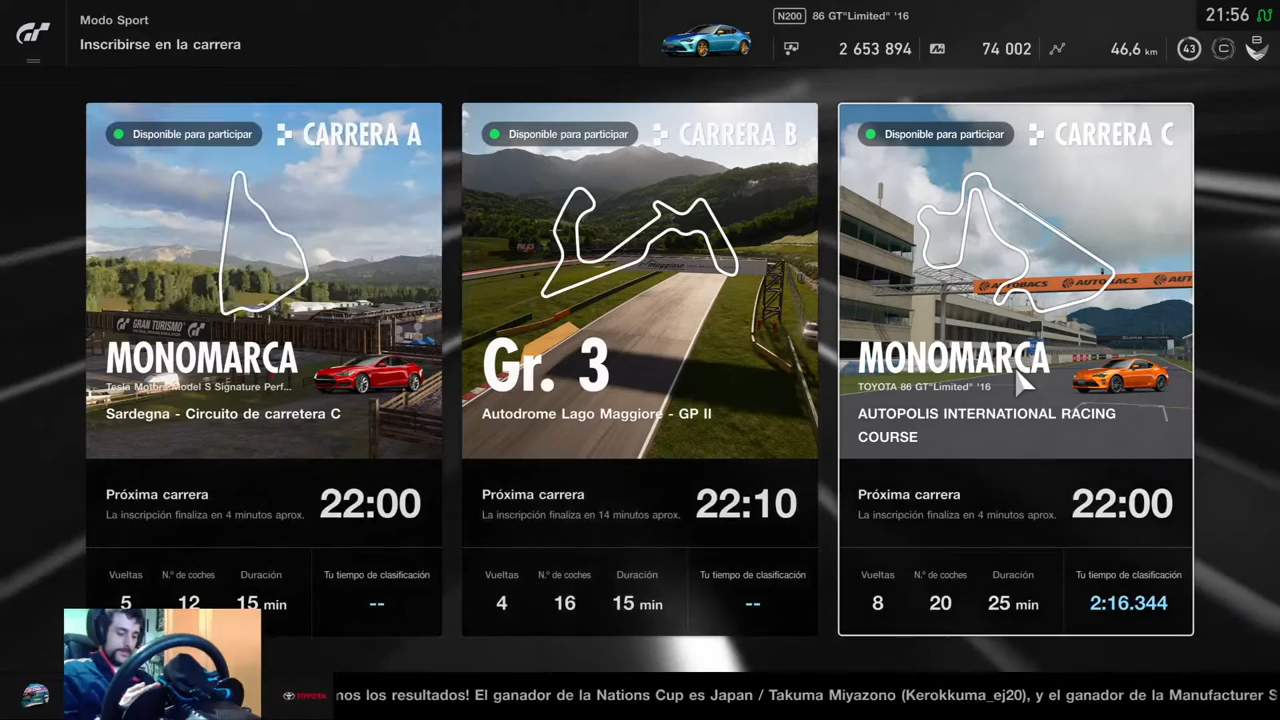 Modo Sport
Inscribirse en la carrera
N200 86 GT"Limited" '16
2 653 894
74 002
46,6 km
43
C
B
21:56
Disponible para participar
CARRERA A
GRAN TURISMO
MONOMARCA
Tesla Motors Model S Signature Perf...
Sardegna - Circuito de carretera C
Próxima carrera
La inscripción finaliza en 4 minutos aprox.
22:00
Vueltas
5
N.º de coches
12
Duración
15 min
Tu tiempo de clasificación
--
Disponible para participar
CARRERA B
maggiore
Gr. 3
Autodrome Lago Maggiore - GP II
Próxima carrera
La inscripción finaliza en 14 minutos aprox.
22:10
Vueltas
4
N.º de coches
16
Duración
15 min
Tu tiempo de clasificación
--
Disponible para participar
CARRERA C
AUTOBACS
AUTOBACS
MONOMARCA
TOYOTA 86 GT"Limited" '16
AUTOPOLIS INTERNATIONAL RACING
COURSE
Próxima carrera
La inscripción finaliza en 4 minutos aprox.
22:00
Vueltas
8
N.º de coches
20
Duración
25 min
Tu tiempo de clasificación
2:16.344
TOYOTA
mos los resultados! El ganador de la Nations Cup es Japan / Takuma Miyazono (Kerokkuma_ej20), y el ganador de la Manufacturer S